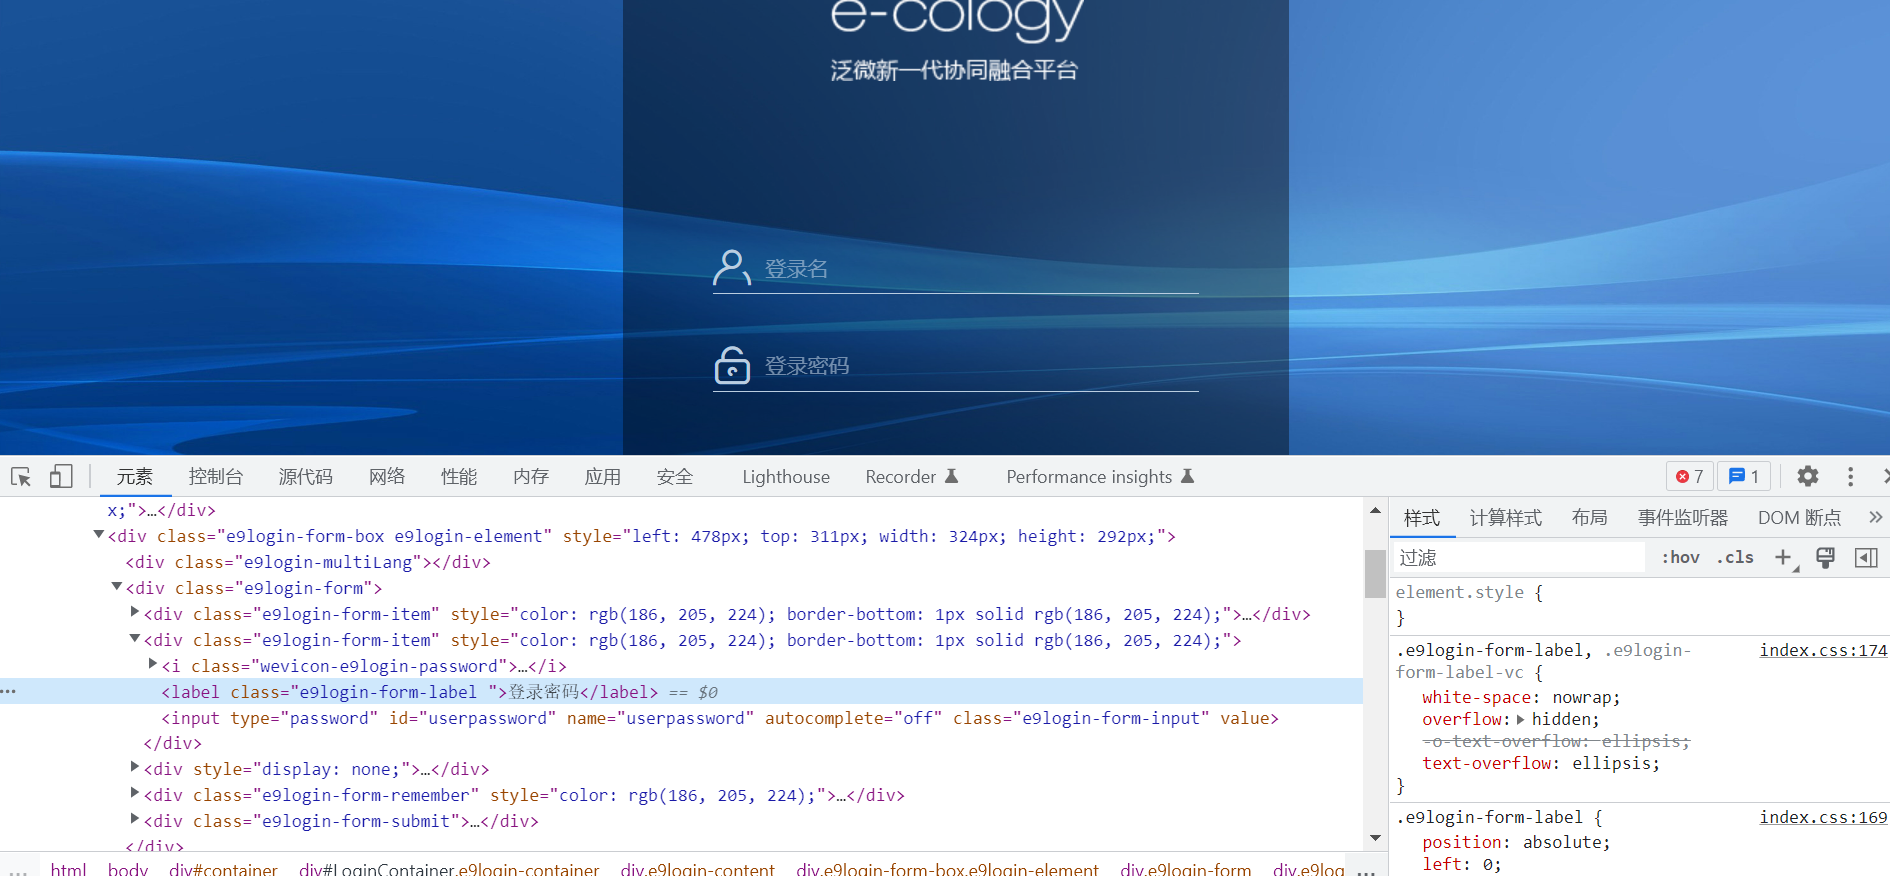 e-cology
泛微新一代协同融合平台
登录名
登录密码
元素 控制台 源代码 网络 性能 内存 应用 安全 Lighthouse Recorder Performance insights 7 1
x;">…</div>
<div class="e9login-form-box e9login-element" style="left: 478px; top: 311px; width: 324px; height: 292px;">
<div class="e9login-multiLang"></div>
<div class="e9login-form">
<div class="e9login-form-item" style="color: rgb(186, 205, 224); border-bottom: 1px solid rgb(186, 205, 224);">…</div>
<div class="e9login-form-item" style="color: rgb(186, 205, 224); border-bottom: 1px solid rgb(186, 205, 224);">
<i class="wevicon-e9login-password">…</i>
<label class="e9login-form-label ">登录密码</label> == $0
<input type="password" id="userpassword" name="userpassword" autocomplete="off" class="e9login-form-input" value>
</div>
<div style="display: none;">…</div>
<div class="e9login-form-remember" style="color: rgb(186, 205, 224);">…</div>
<div class="e9login-form-submit">…</div>
</div>
… html body div#container div#LoginContainer.e9login-container div.e9login-content div.e9login-form-box.e9login-element div.e9login-form div.e9log …
样式 计算样式 布局 事件监听器 DOM 断点 »
过滤 :hov .cls +
element.style {
}
.e9login-form-label, .e9login- index.css:174
form-label-vc {
white-space: nowrap;
overflow: hidden;
-o-text-overflow: ellipsis;
text-overflow: ellipsis;
}
.e9login-form-label { index.css:169
position: absolute;
left: 0;